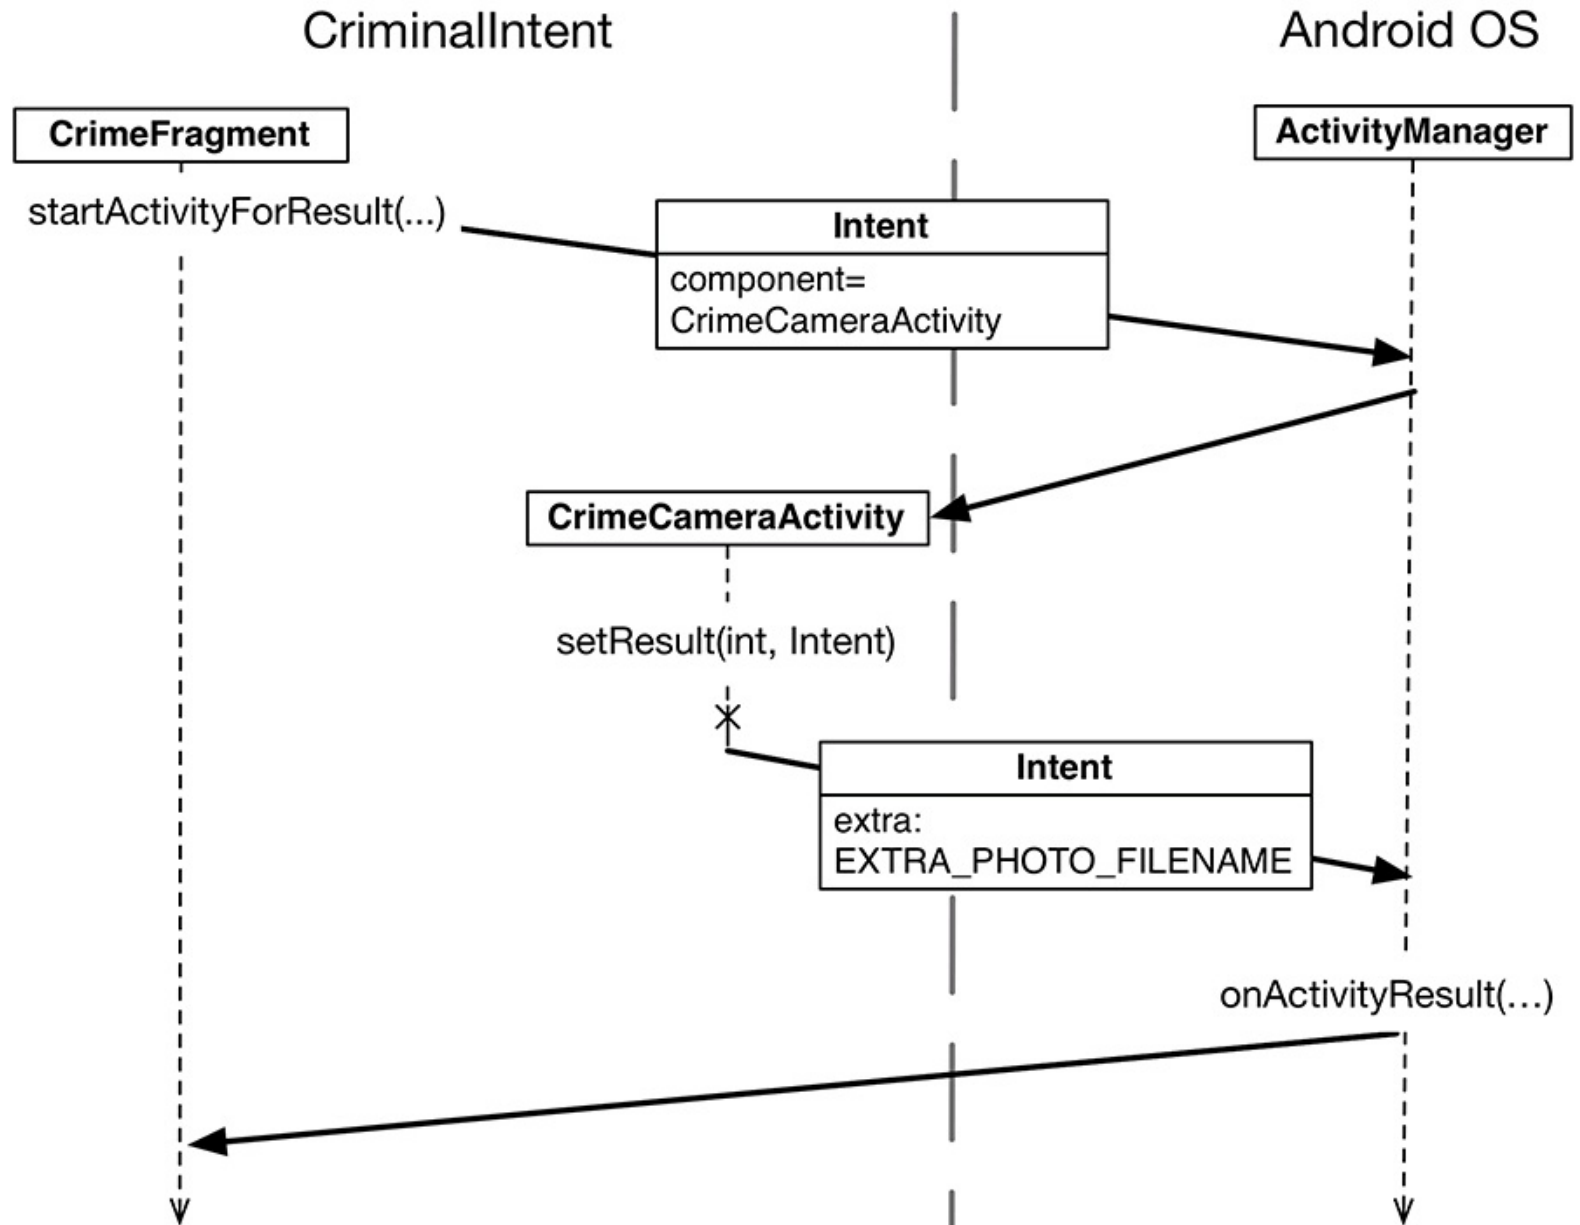 CriminalIntent
Android OS
CrimeFragment
ActivityManager
startActivityForResult(...)
Intent
component=
CrimeCameraActivity
CrimeCameraActivity
setResult(int, Intent)
Intent
extra:
EXTRA_PHOTO_FILENAME
onActivityResult(...)